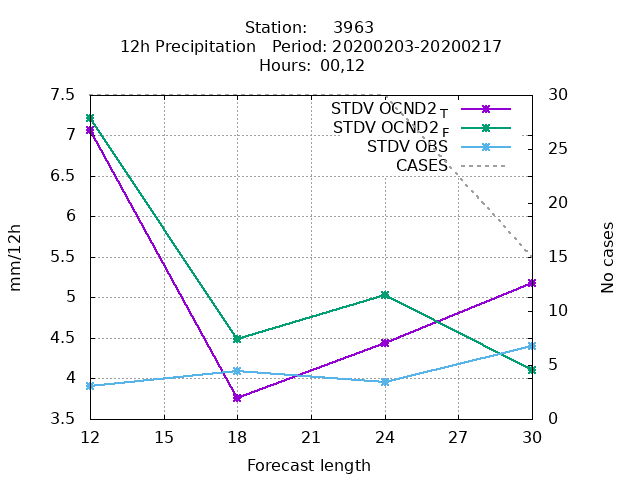 Station: 3963
12h Precipitation Period: 20200203-20200217
Hours: 00,12
7.5
7
6.5
6
5.5
5
4.5
4
3.5
mm/12h
STDV OCND2 T
STDV OCND2 F
STDV OBS
CASES
30
25
20
15
10
5
0
No cases
12 15 18 21 24 27 30
Forecast length